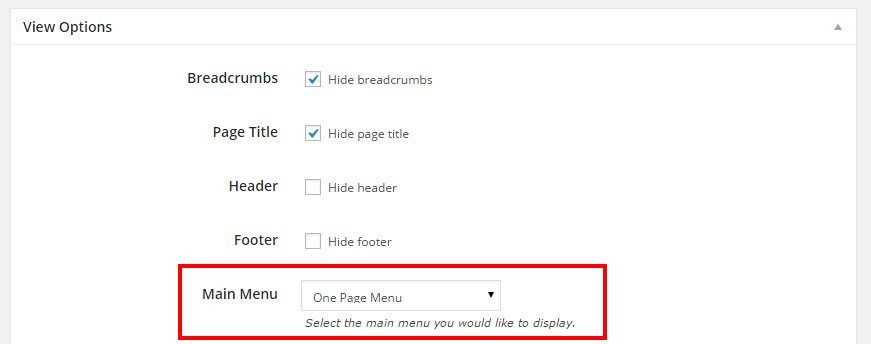 View Options
Breadcrumbs Hide breadcrumbs
Page Title Hide page title
Header Hide header
Footer Hide footer
Main Menu One Page Menu
Select the main menu you would like to display.